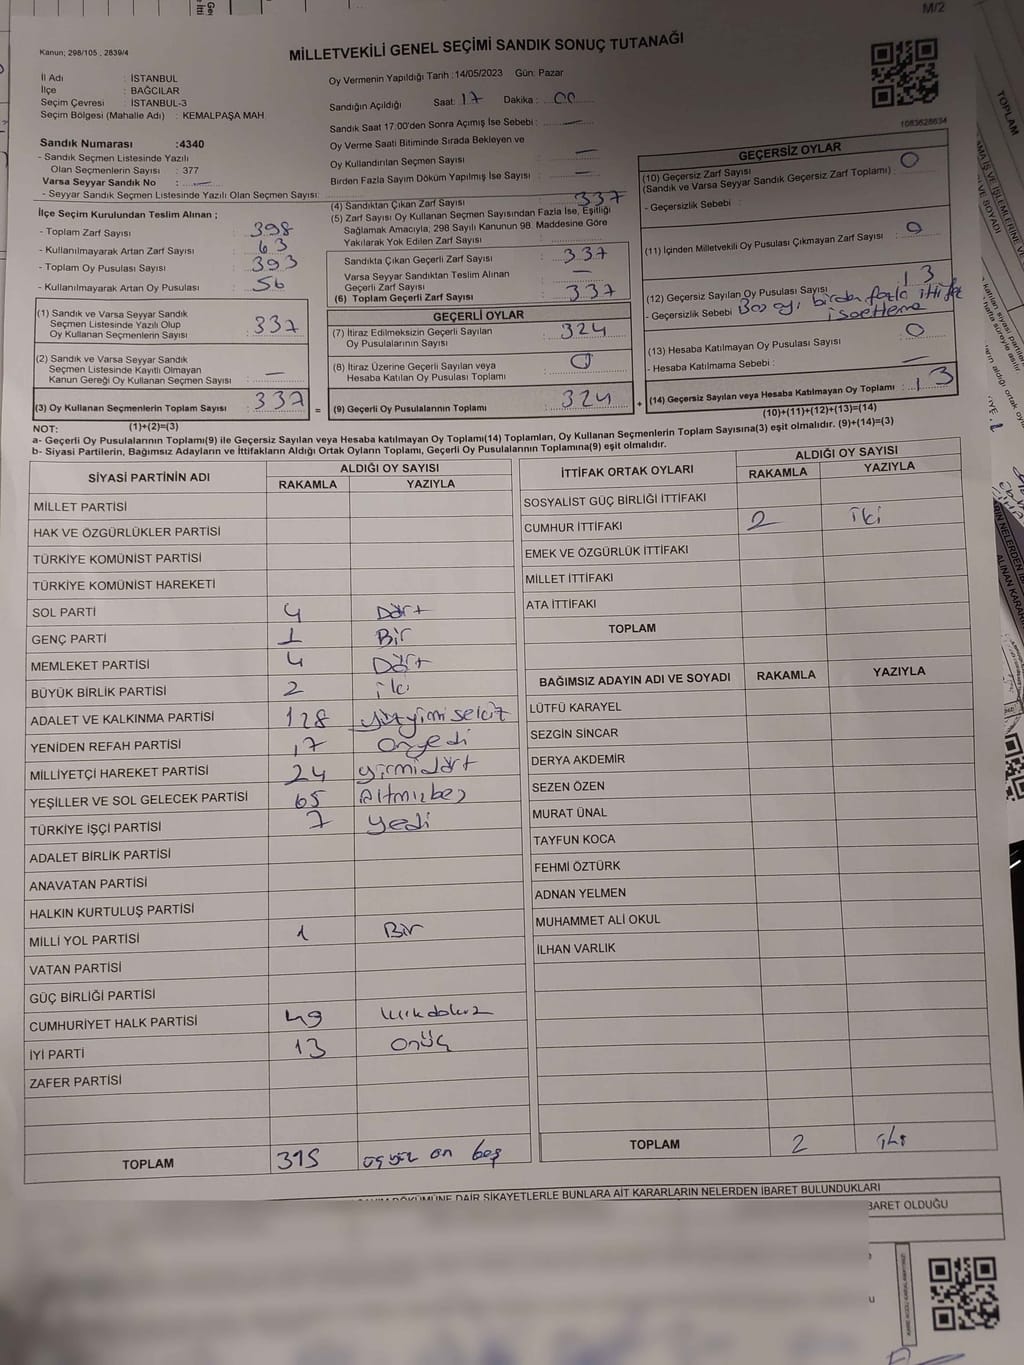 M/2
Kanun; 298/105 , 2839/4
MİLLETVEKİLİ GENEL SEÇİMİ SANDIK SONUÇ TUTANAĞI
İl Adı : İSTANBUL
İlçe : BAĞCILAR
Seçim Çevresi : İSTANBUL-3
Seçim Bölgesi (Mahalle Adı) : KEMALPAŞA MAH.
Oy Vermenin Yapıldığı Tarih :14/05/2023 Gün: Pazar
Sandığın Açıldığı Saat: 17 Dakika : 00
Sandık Saat 17.00'den Sonra Açımış İse Sebebi : —
Oy Verme Saati Bitiminde Sırada Bekleyen ve
Oy Kullandırılan Seçmen Sayısı : —
Birden Fazla Sayım Döküm Yapılmış İse Sayısı : —
1083628634
Sandık Numarası :4340
- Sandık Seçmen Listesinde Yazılı
Olan Seçmenlerin Sayısı : 377
Varsa Seyyar Sandık No : —
- Seyyar Sandık Seçmen Listesinde Yazılı Olan Seçmen Sayısı:
İlçe Seçim Kurulundan Teslim Alınan ;
- Toplam Zarf Sayısı : 398
- Kullanılmayarak Artan Zarf Sayısı : 63
- Toplam Oy Pusulası Sayısı : 393
- Kullanılmayarak Artan Oy Pusulası : 56
(1) Sandık ve Varsa Seyyar Sandık
Seçmen Listesinde Yazılı Olup
Oy Kullanan Seçmenlerin Sayısı : 337
(2) Sandık ve Varsa Seyyar Sandık
Seçmen Listesinde Kayıtlı Olmayan
Kanun Gereği Oy Kullanan Seçmen Sayısı : —
(3) Oy Kullanan Seçmenlerin Toplam Sayısı : 337 =
(1)+(2)=(3)
(4) Sandıktan Çıkan Zarf Sayısı : 337
(5) Zarf Sayısı Oy Kullanan Seçmen Sayısından Fazla İse, Eşitliği
Sağlamak Amacıyla; 298 Sayılı Kanunun 98. Maddesine Göre
Yakılarak Yok Edilen Zarf Sayısı :
Sandıkta Çıkan Geçerli Zarf Sayısı : 337
Varsa Seyyar Sandıktan Teslim Alınan
Geçerli Zarf Sayısı : —
(6) Toplam Geçerli Zarf Sayısı : 337
GEÇERLİ OYLAR
(7) İtiraz Edilmeksizin Geçerli Sayılan
Oy Pusulalarının Sayısı : 324
(8) İtiraz Üzerine Geçerli Sayılan veya
Hesaba Katılan Oy Pusulası Toplamı : 0
(9) Geçerli Oy Pusulalarının Toplamı : 324 +
GEÇERSİZ OYLAR
(10) Geçersiz Zarf Sayısı : 0
(Sandık ve Varsa Seyyar Sandık Geçersiz Zarf Toplamı)
- Geçersizlik Sebebi :
(11) İçinden Milletvekili Oy Pusulası Çıkmayan Zarf Sayısı : 0
(12) Geçersiz Sayılan Oy Pusulası Sayısı : 13
- Geçersizlik Sebebi Boş oy, birden fazla ittifak
(13) Hesaba Katılmayan Oy Pusulası Sayısı : 0
- Hesaba Katılmama Sebebi : —
(14) Geçersiz Sayılan veya Hesaba Katılmayan Oy Toplamı : 13
(10)+(11)+(12)+(13)=(14)
NOT:
a- Geçerli Oy Pusulalarının Toplamı(9) ile Geçersiz Sayılan veya Hesaba katılmayan Oy Toplamı(14) Toplamları, Oy Kullanan Seçmenlerin Toplam Sayısına(3) eşit olmalıdır. (9)+(14)=(3)
b- Siyasi Partilerin, Bağımsız Adayların ve İttifakların Aldığı Oyların Toplamı, Geçerli Oy Pusulalarının Toplamına(9) eşit olmalıdır.
SİYASİ PARTİNİN ADI ALDIĞI OY SAYISI
RAKAMLA YAZIYLA
MİLLET PARTİSİ
HAK VE ÖZGÜRLÜKLER PARTİSİ
TÜRKİYE KOMÜNİST PARTİSİ
TÜRKİYE KOMÜNİST HAREKETİ
SOL PARTİ 4 Dört
GENÇ PARTİ 1 Bir
MEMLEKET PARTİSİ 4 Dört
BÜYÜK BİRLİK PARTİSİ 2 iki
ADALET VE KALKINMA PARTİSİ 128 yüzyirmi sekiz
YENİDEN REFAH PARTİSİ 17 onyedi
MİLLİYETÇİ HAREKET PARTİSİ 24 yirmidört
YEŞİLLER VE SOL GELECEK PARTİSİ 65 Altmışbeş
TÜRKİYE İŞÇİ PARTİSİ 7 yedi
ADALET BİRLİK PARTİSİ
ANAVATAN PARTİSİ
HALKIN KURTULUŞ PARTİSİ
MİLLİ YOL PARTİSİ 1 Bir
VATAN PARTİSİ
GÜÇ BİRLİĞİ PARTİSİ
CUMHURİYET HALK PARTİSİ 49 kırkdokuz
İYİ PARTİ 13 onüç
ZAFER PARTİSİ
TOPLAM 315 üçyüz on beş
İTTİFAK ORTAK OYLARI ALDIĞI OY SAYISI
RAKAMLA YAZIYLA
SOSYALİST GÜÇ BİRLİĞİ İTTİFAKI
CUMHUR İTTİFAKI 2 iki
EMEK VE ÖZGÜRLÜK İTTİFAKI
MİLLET İTTİFAKI
ATA İTTİFAKI
TOPLAM
BAĞIMSIZ ADAYIN ADI VE SOYADI RAKAMLA YAZIYLA
LÜTFÜ KARAYEL
SEZGİN SİNCAR
DERYA AKDEMİR
SEZEN ÖZEN
MURAT ÜNAL
TAYFUN KOCA
FEHMİ ÖZTÜRK
ADNAN YELMEN
MUHAMMET ALİ OKUL
İLHAN VARLIK
TOPLAM 2 iki
DÖKÜMÜNE DAİR ŞİKAYETLERLE BUNLARA AİT KARARLARIN NELERDEN İBARET BULUNDUKLARI
BARET OLDUĞU
TOPLAM